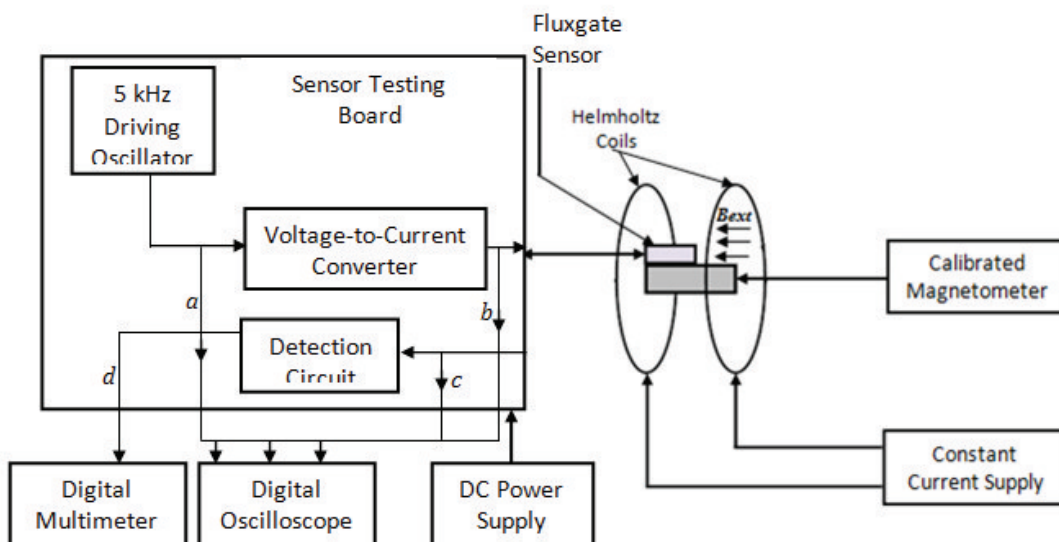 Fluxgate
Sensor
5 kHz
Driving
Oscillator
Sensor Testing
Board
Helmholtz
Coils
Bext
Voltage-to-Current
Converter
Calibrated
Magnetometer
a
b
Detection
Circuit
c
d
Digital
Multimeter
Digital
Oscilloscope
DC Power
Supply
Constant
Current Supply